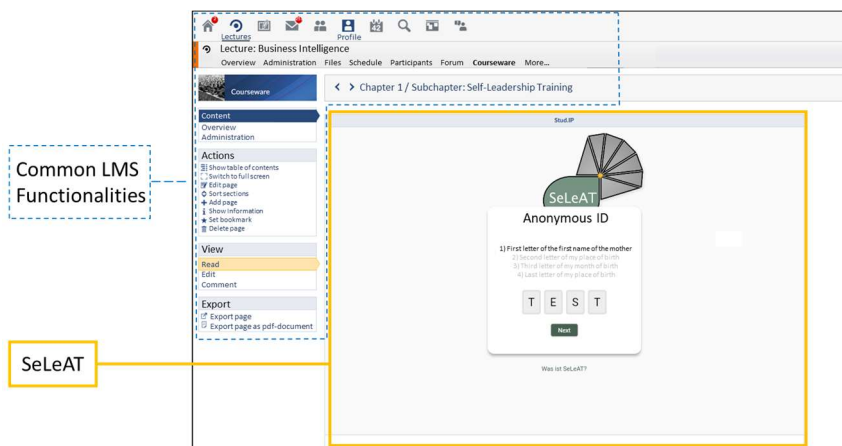 Lectures
Profile
Lecture: Business Intelligence
Overview Administration Files Schedule Participants Forum Courseware More...
Courseware
Chapter 1 / Subchapter: Self-Leadership Training
Content
Overview
Administration
Actions
Show table of contents
Switch to full screen
Edit page
Sort sections
Add page
Show Information
Set bookmark
Delete page
View
Read
Edit
Comment
Export
Export page
Export page as pdf-document
Common LMS
Functionalities
SeLeAT
Stud.IP
SeLeAT
Anonymous ID
1) First letter of the first name of the mother
2) Second letter of my place of birth
3) Third letter of my month of birth
4) Last letter of my place of birth
T E S T
Next
Was ist SeLeAT?